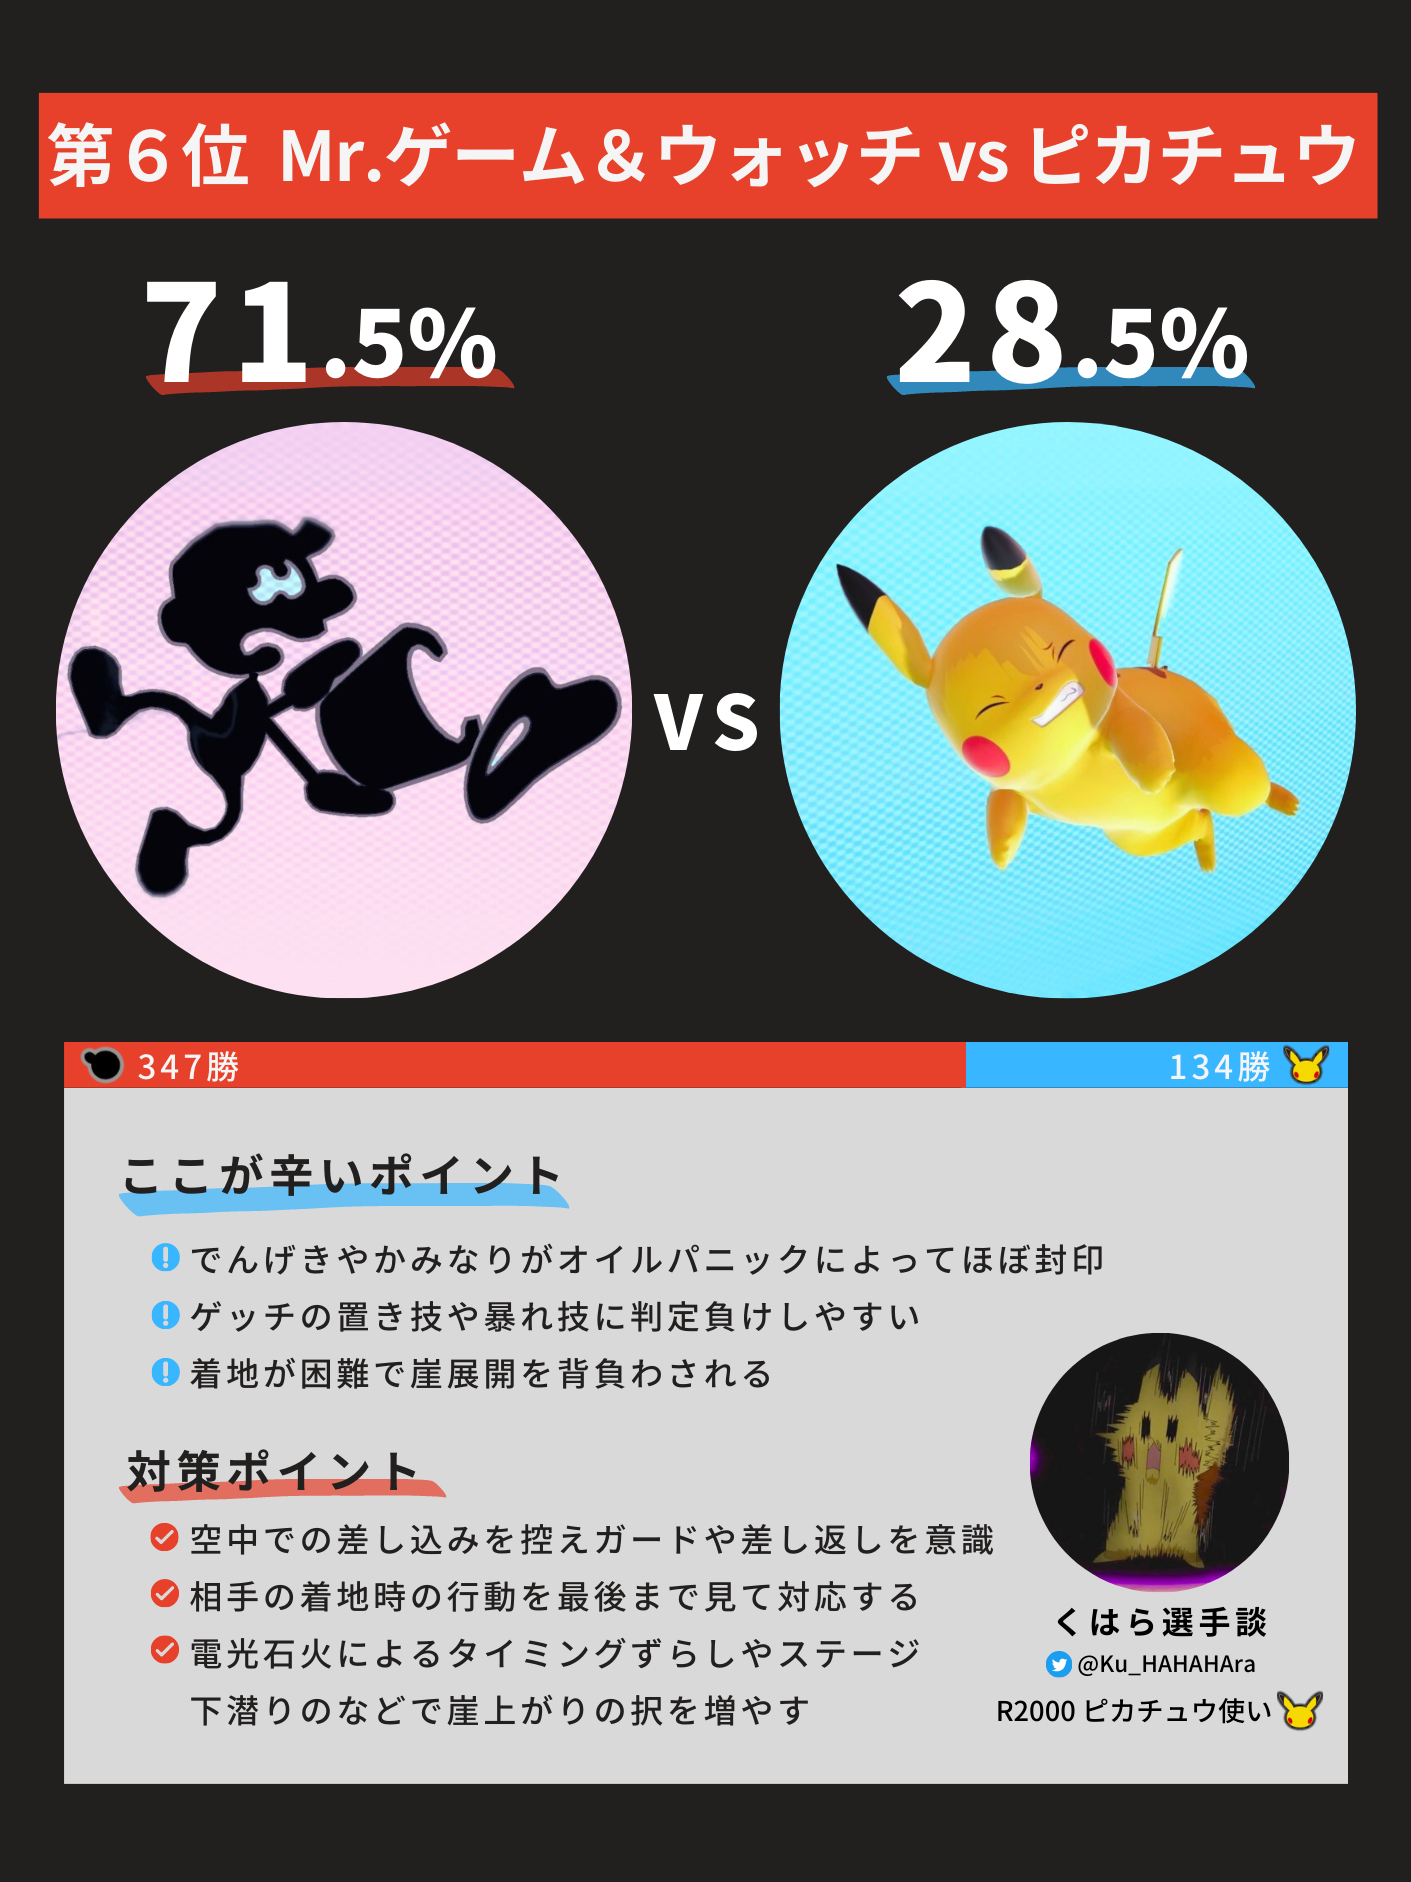 第６位 Mr.ゲーム＆ウォッチ vs ピカチュウ
71.5%
28.5%
vs
347勝
134勝
ここが辛いポイント
でんげきやかみなりがオイルパニックによってほぼ封印
ゲッチの置き技や暴れ技に判定負けしやすい
着地が困難で崖展開を背負わされる
対策ポイント
空中での差し込みを控えガードや差し返しを意識
相手の着地時の行動を最後まで見て対応する
電光石火によるタイミングずらしやステージ
下潜りのなどで崖上がりの択を増やす
くはら選手談
@Ku_HAHAHAra
R2000 ピカチュウ使い